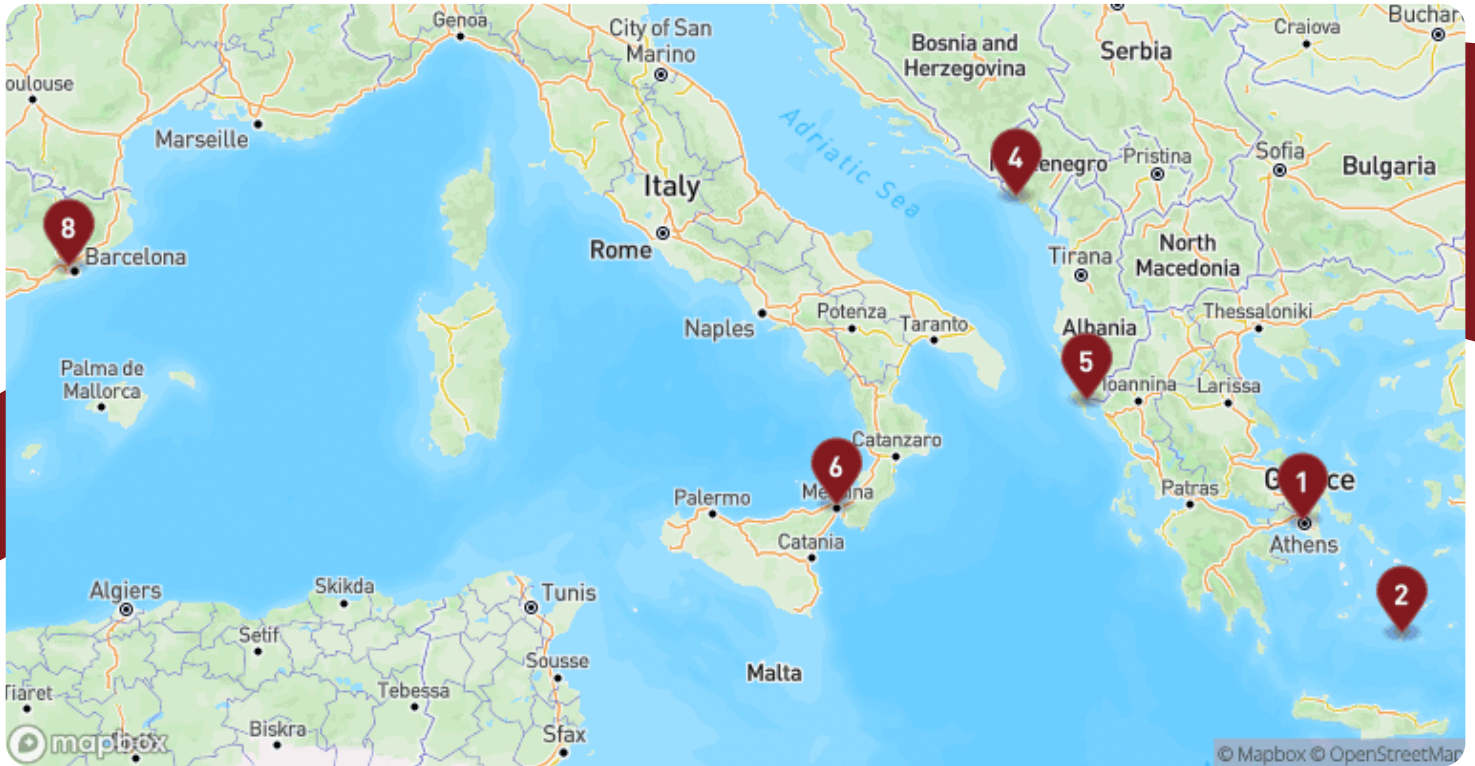 Genoa
City of San
Marino
Bosnia and
Herzegovina
Serbia
Craiova
Buchar
oulouse
Marseille
Adriatic Sea
4
enegro
Pristina
Sofia
Bulgaria
Italy
8
Barcelona
Rome
Tirana
North
Macedonia
Naples
Potenza
Taranto
Albania
Thessaloniki
Palma de
Mallorca
5
Ioannina
Larissa
Catanzaro
6
Palermo
Patras
1
Athens
Catania
Algiers
Skikda
Tunis
2
Setif
Sousse
Malta
Tiaret
Tebessa
Biskra
Sfax
mapbox
© Mapbox © OpenStreetMap